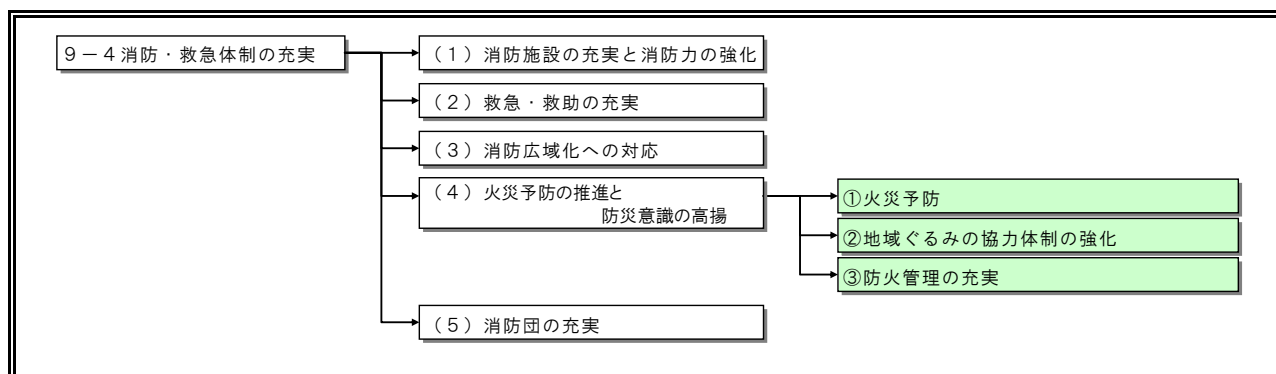 ９－４消防・救急体制の充実
（１）消防施設の充実と消防力の強化
（２）救急・救助の充実
（３）消防広域化への対応
（４）火災予防の推進と
防災意識の高揚
①火災予防
②地域ぐるみの協力体制の強化
③防火管理の充実
（５）消防団の充実